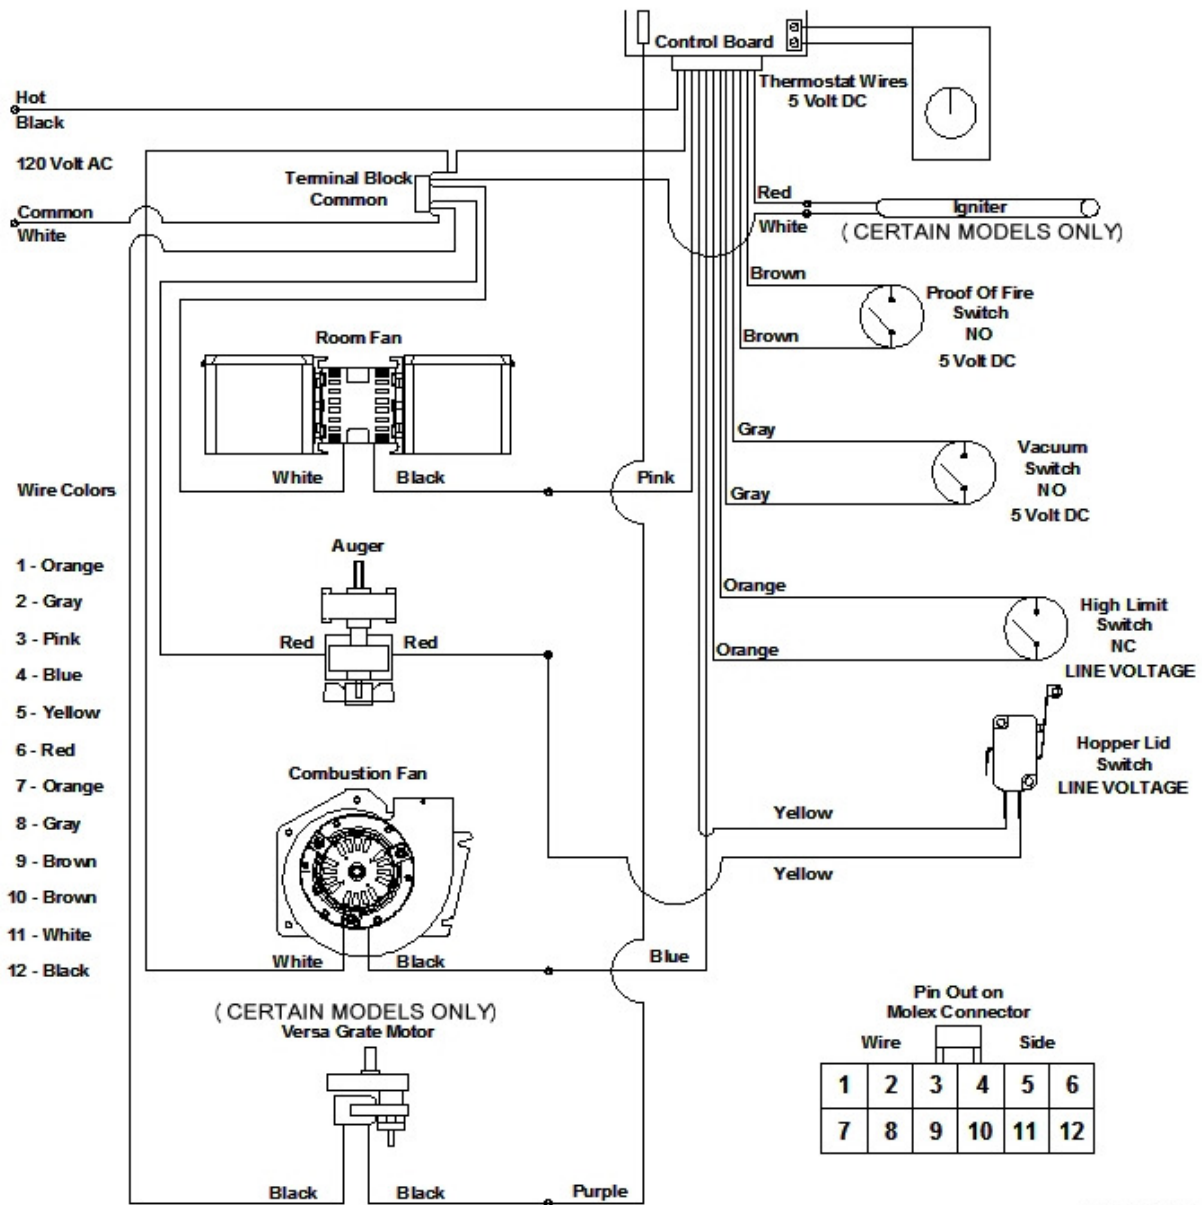 Control Board
Thermostat Wires
5 Volt DC
Hot
Black
120 Volt AC
Terminal Block
Common
Common
White
Red
White
Igniter
( CERTAIN MODELS ONLY)
Brown
Proof Of Fire
Switch
NO
Brown
5 Volt DC
Room Fan
Gray
Vacuum
Switch
NO
Gray
5 Volt DC
White
Black
Pink
Wire Colors
Auger
1 - Orange
2 - Gray
3 - Pink
4 - Blue
5 - Yellow
6 - Red
7 - Orange
8 - Gray
9 - Brown
10 - Brown
11 - White
12 - Black
Red
Red
Orange
High Limit
Switch
NC
Orange
LINE VOLTAGE
Hopper Lid
Switch
LINE VOLTAGE
Combustion Fan
Yellow
Yellow
White
Black
Blue
( CERTAIN MODELS ONLY)
Versa Grate Motor
Pin Out on
Molex Connector
Wire Side
1 2 3 4 5 6
7 8 9 10 11 12
Black
Black
Purple